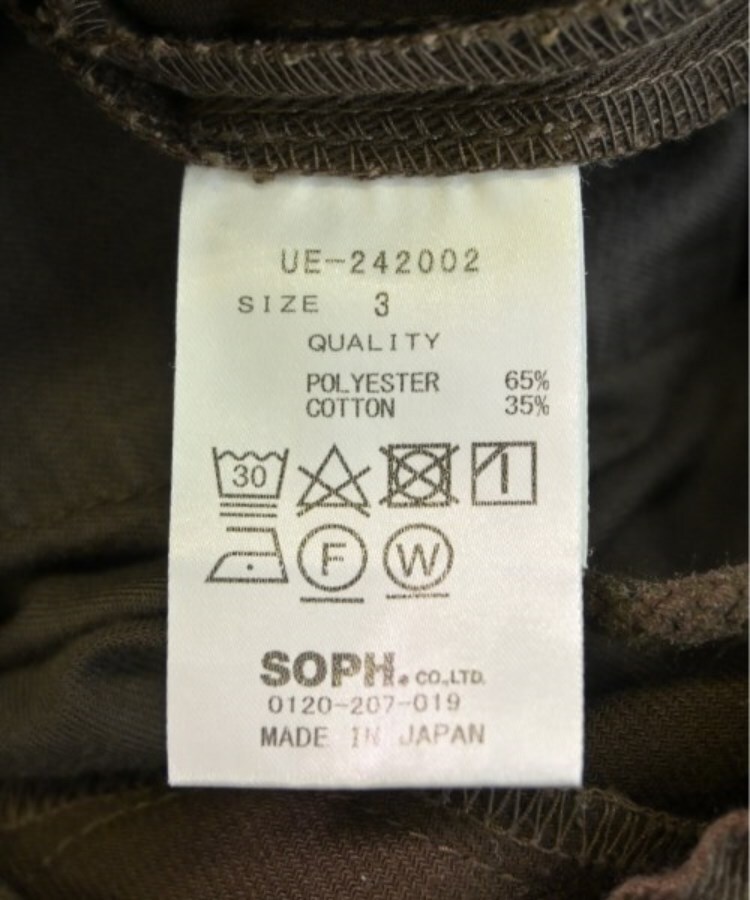 UE-242002
SIZE 3
QUALITY
POLYESTER 65%
COTTON 35%
30
F W
SOPH. CO.,LTD.
0120-207-019
MADE IN JAPAN